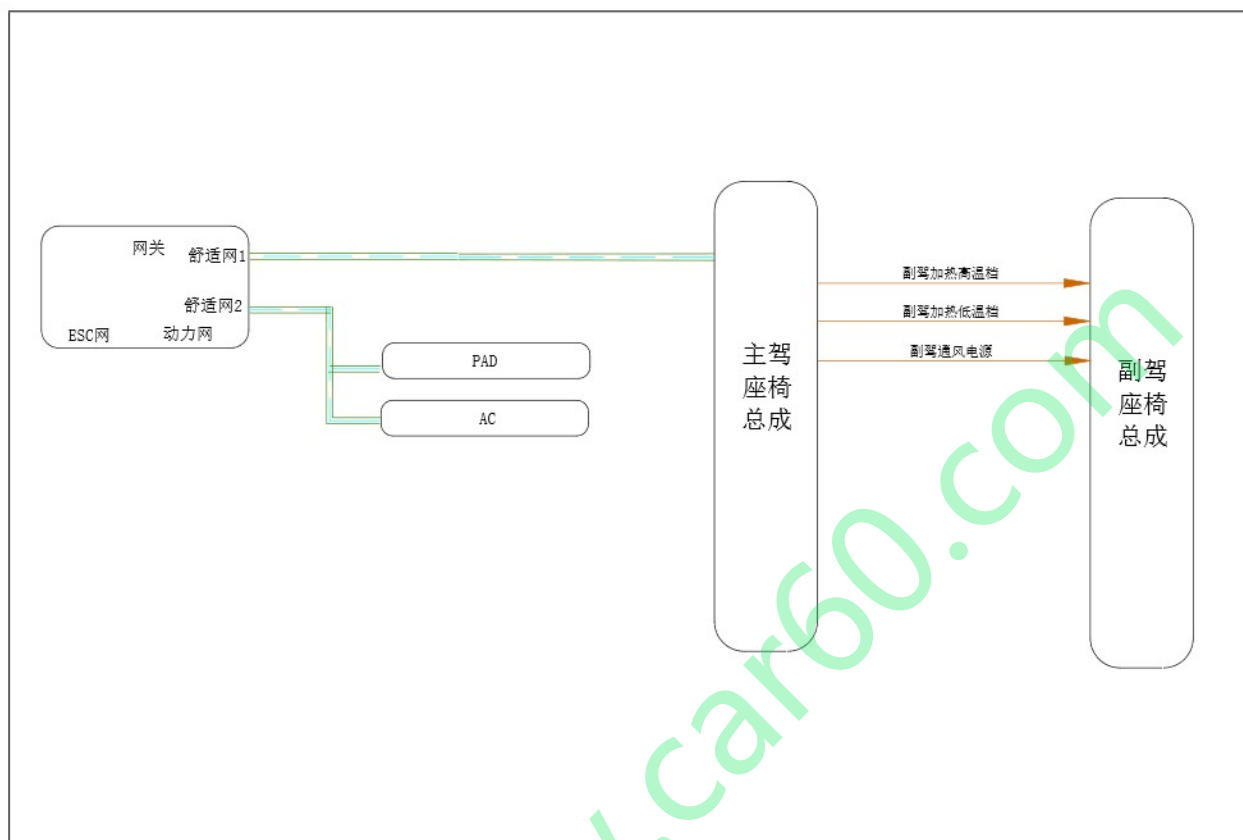 网关
舒适网1
舒适网2
ESC网
动力网
PAD
AC
主驾
座椅
总成
副驾加热高温档
副驾加热低温档
副驾通风电源
副驾
座椅
总成
.car60.com